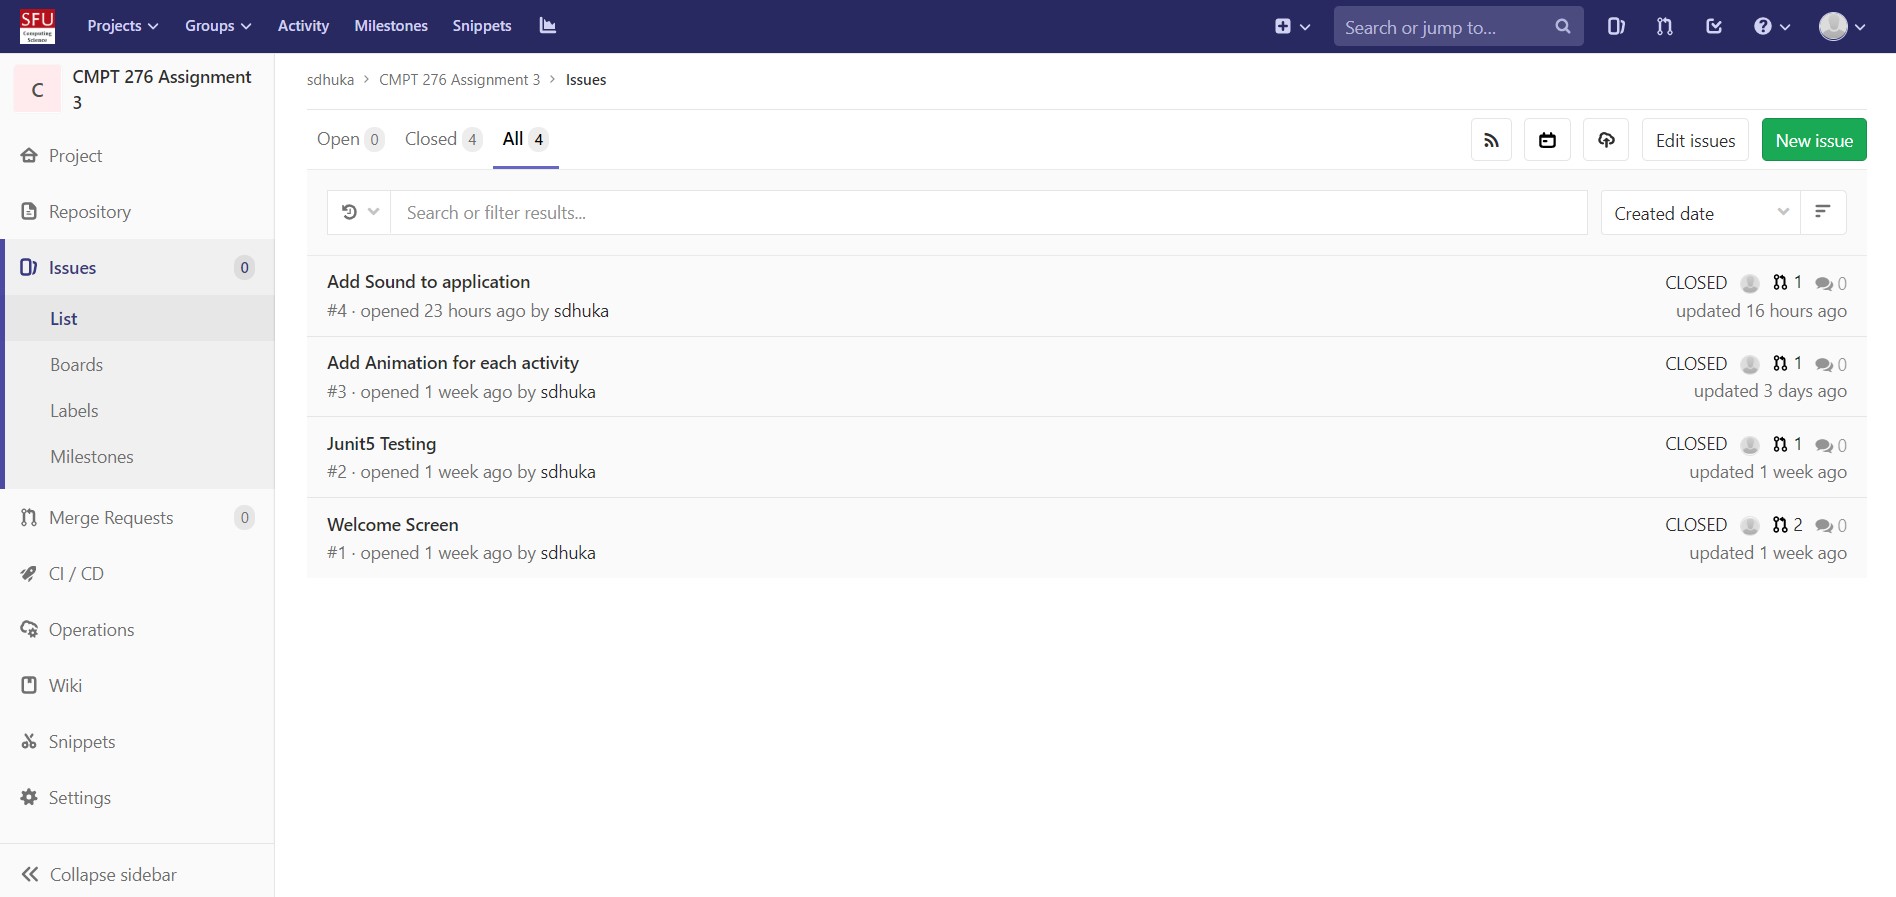 SFU
Computing
Science
Projects
Groups
Activity
Milestones
Snippets
Search or jump to...
C
CMPT 276 Assignment
3
Project
Repository
Issues 0
List
Boards
Labels
Milestones
Merge Requests 0
CI / CD
Operations
Wiki
Snippets
Settings
Collapse sidebar
sdhuka > CMPT 276 Assignment 3 > Issues
Open 0
Closed 4
All 4
Edit issues
New issue
Search or filter results...
Created date
Add Sound to application
CLOSED 1 0
#4 · opened 23 hours ago by sdhuka
updated 16 hours ago
Add Animation for each activity
CLOSED 1 0
#3 · opened 1 week ago by sdhuka
updated 3 days ago
Junit5 Testing
CLOSED 1 0
#2 · opened 1 week ago by sdhuka
updated 1 week ago
Welcome Screen
CLOSED 2 0
#1 · opened 1 week ago by sdhuka
updated 1 week ago